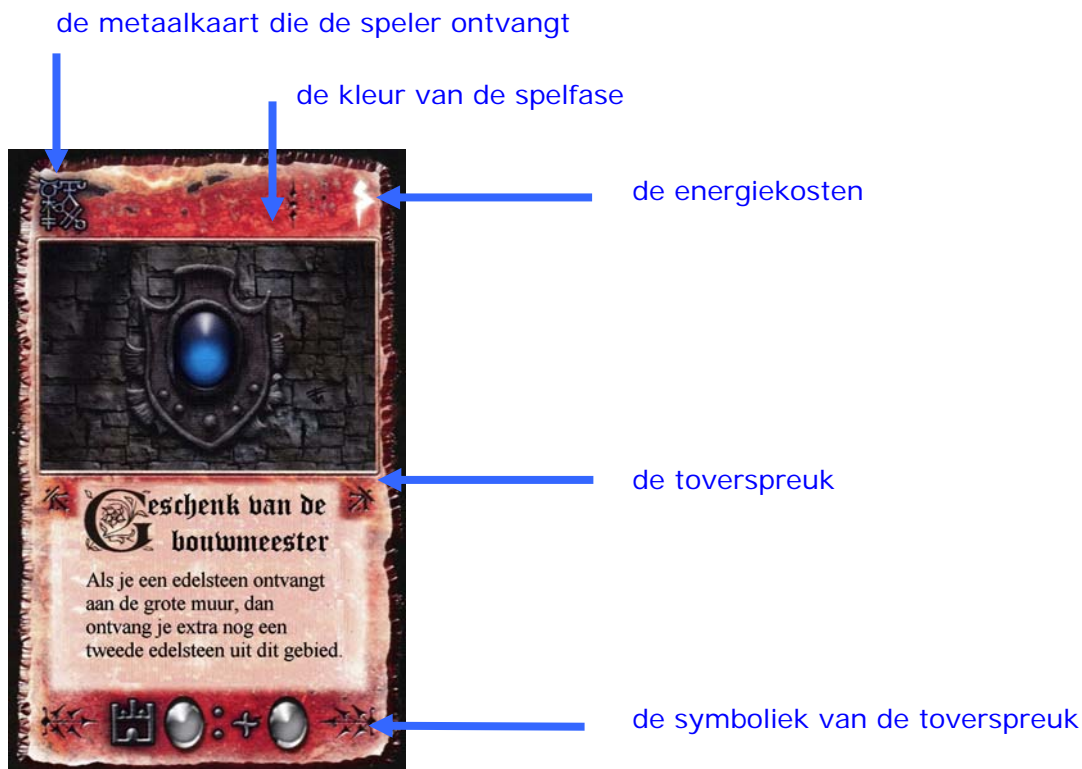 de metaalkaart die de speler ontvangt
de kleur van de spelfase
de energiekosten
de toverspreuk
Geschenk van de
bouwmeester
Als je een edelsteen ontvangt
aan de grote muur, dan
ontvang je extra nog een
tweede edelsteen uit dit gebied.
de symboliek van de toverspreuk